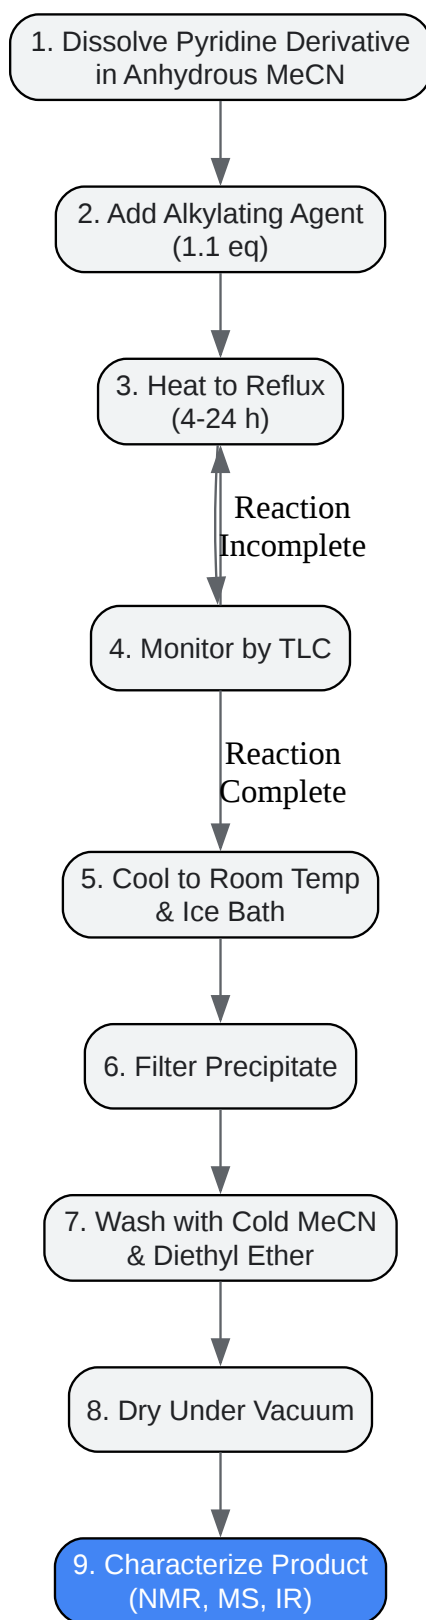 1. Dissolve Pyridine Derivative
in Anhydrous MeCN
2. Add Alkylating Agent
(1.1 eq)
3. Heat to Reflux
(4-24 h)
Reaction
Incomplete
4. Monitor by TLC
Reaction
Complete
5. Cool to Room Temp
& Ice Bath
6. Filter Precipitate
7. Wash with Cold MeCN
& Diethyl Ether
8. Dry Under Vacuum
9. Characterize Product
(NMR, MS, IR)